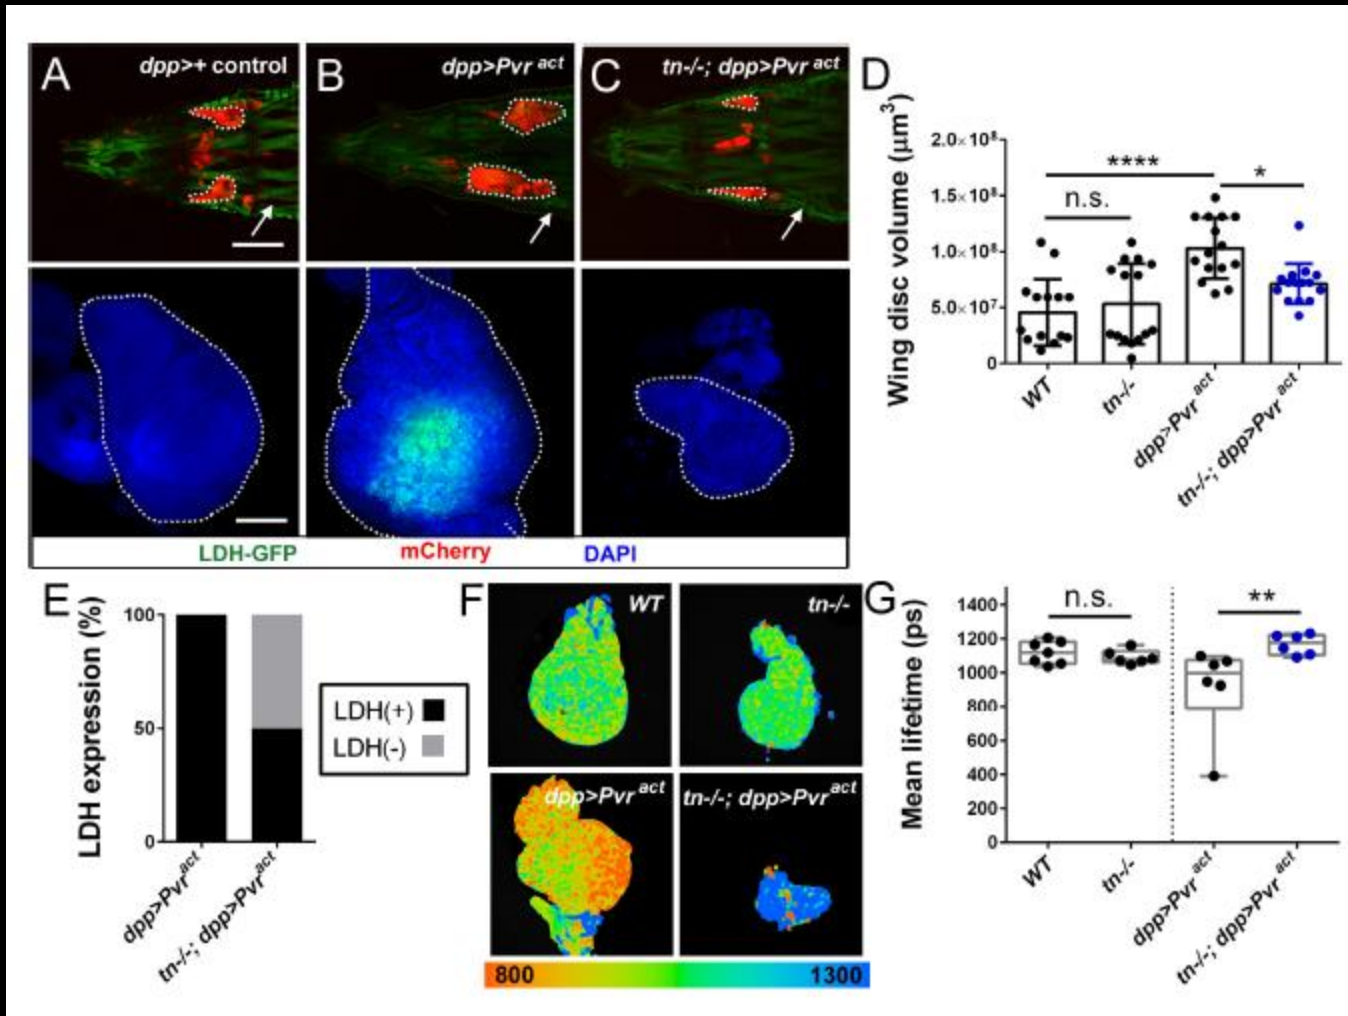 A
dpp>+ control
B
dpp>Pvr act
C
tn-/-; dpp>Pvr act
LDH-GFP
mCherry
DAPI
D
Wing disc volume (μm³)
2.0×10⁸
1.5×10⁸
1.0×10⁸
5.0×10⁷
0
n.s.
****
*
WT
tn-/-
dpp>Pvr act
tn-/-; dpp>Pvr act
E
LDH expression (%)
100
50
0
dpp>Pvr act
tn-/-; dpp>Pvr act
LDH(+)
LDH(-)
F
WT
tn-/-
dpp>Pvr act
tn-/-; dpp>Pvr act
800
1300
G
Mean lifetime (ps)
1400
1200
1000
800
600
400
200
0
n.s.
**
WT
tn-/-
dpp>Pvr act
tn-/-; dpp>Pvr act